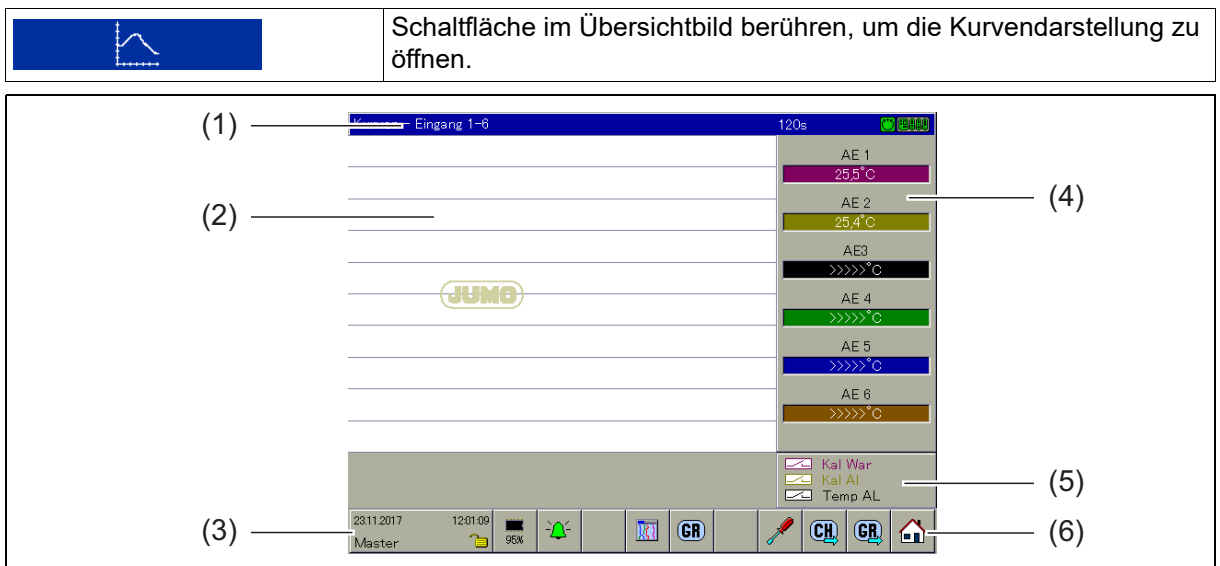 Schaltfläche im Übersichtbild berühren, um die Kurvendarstellung zu
öffnen.
(1)
Eingang 1-6
120s
(2)
AE 1
25,5°C
(4)
AE 2
25,4°C
AE3
>>>>>°C
JUMO
AE 4
>>>>>°C
AE 5
>>>>>°C
AE 6
>>>>>°C
Kal War
Kal Al
Temp AL
(5)
(3)
23.11.2017 12:01:09
Master
95%
GR
CH
GR
(6)